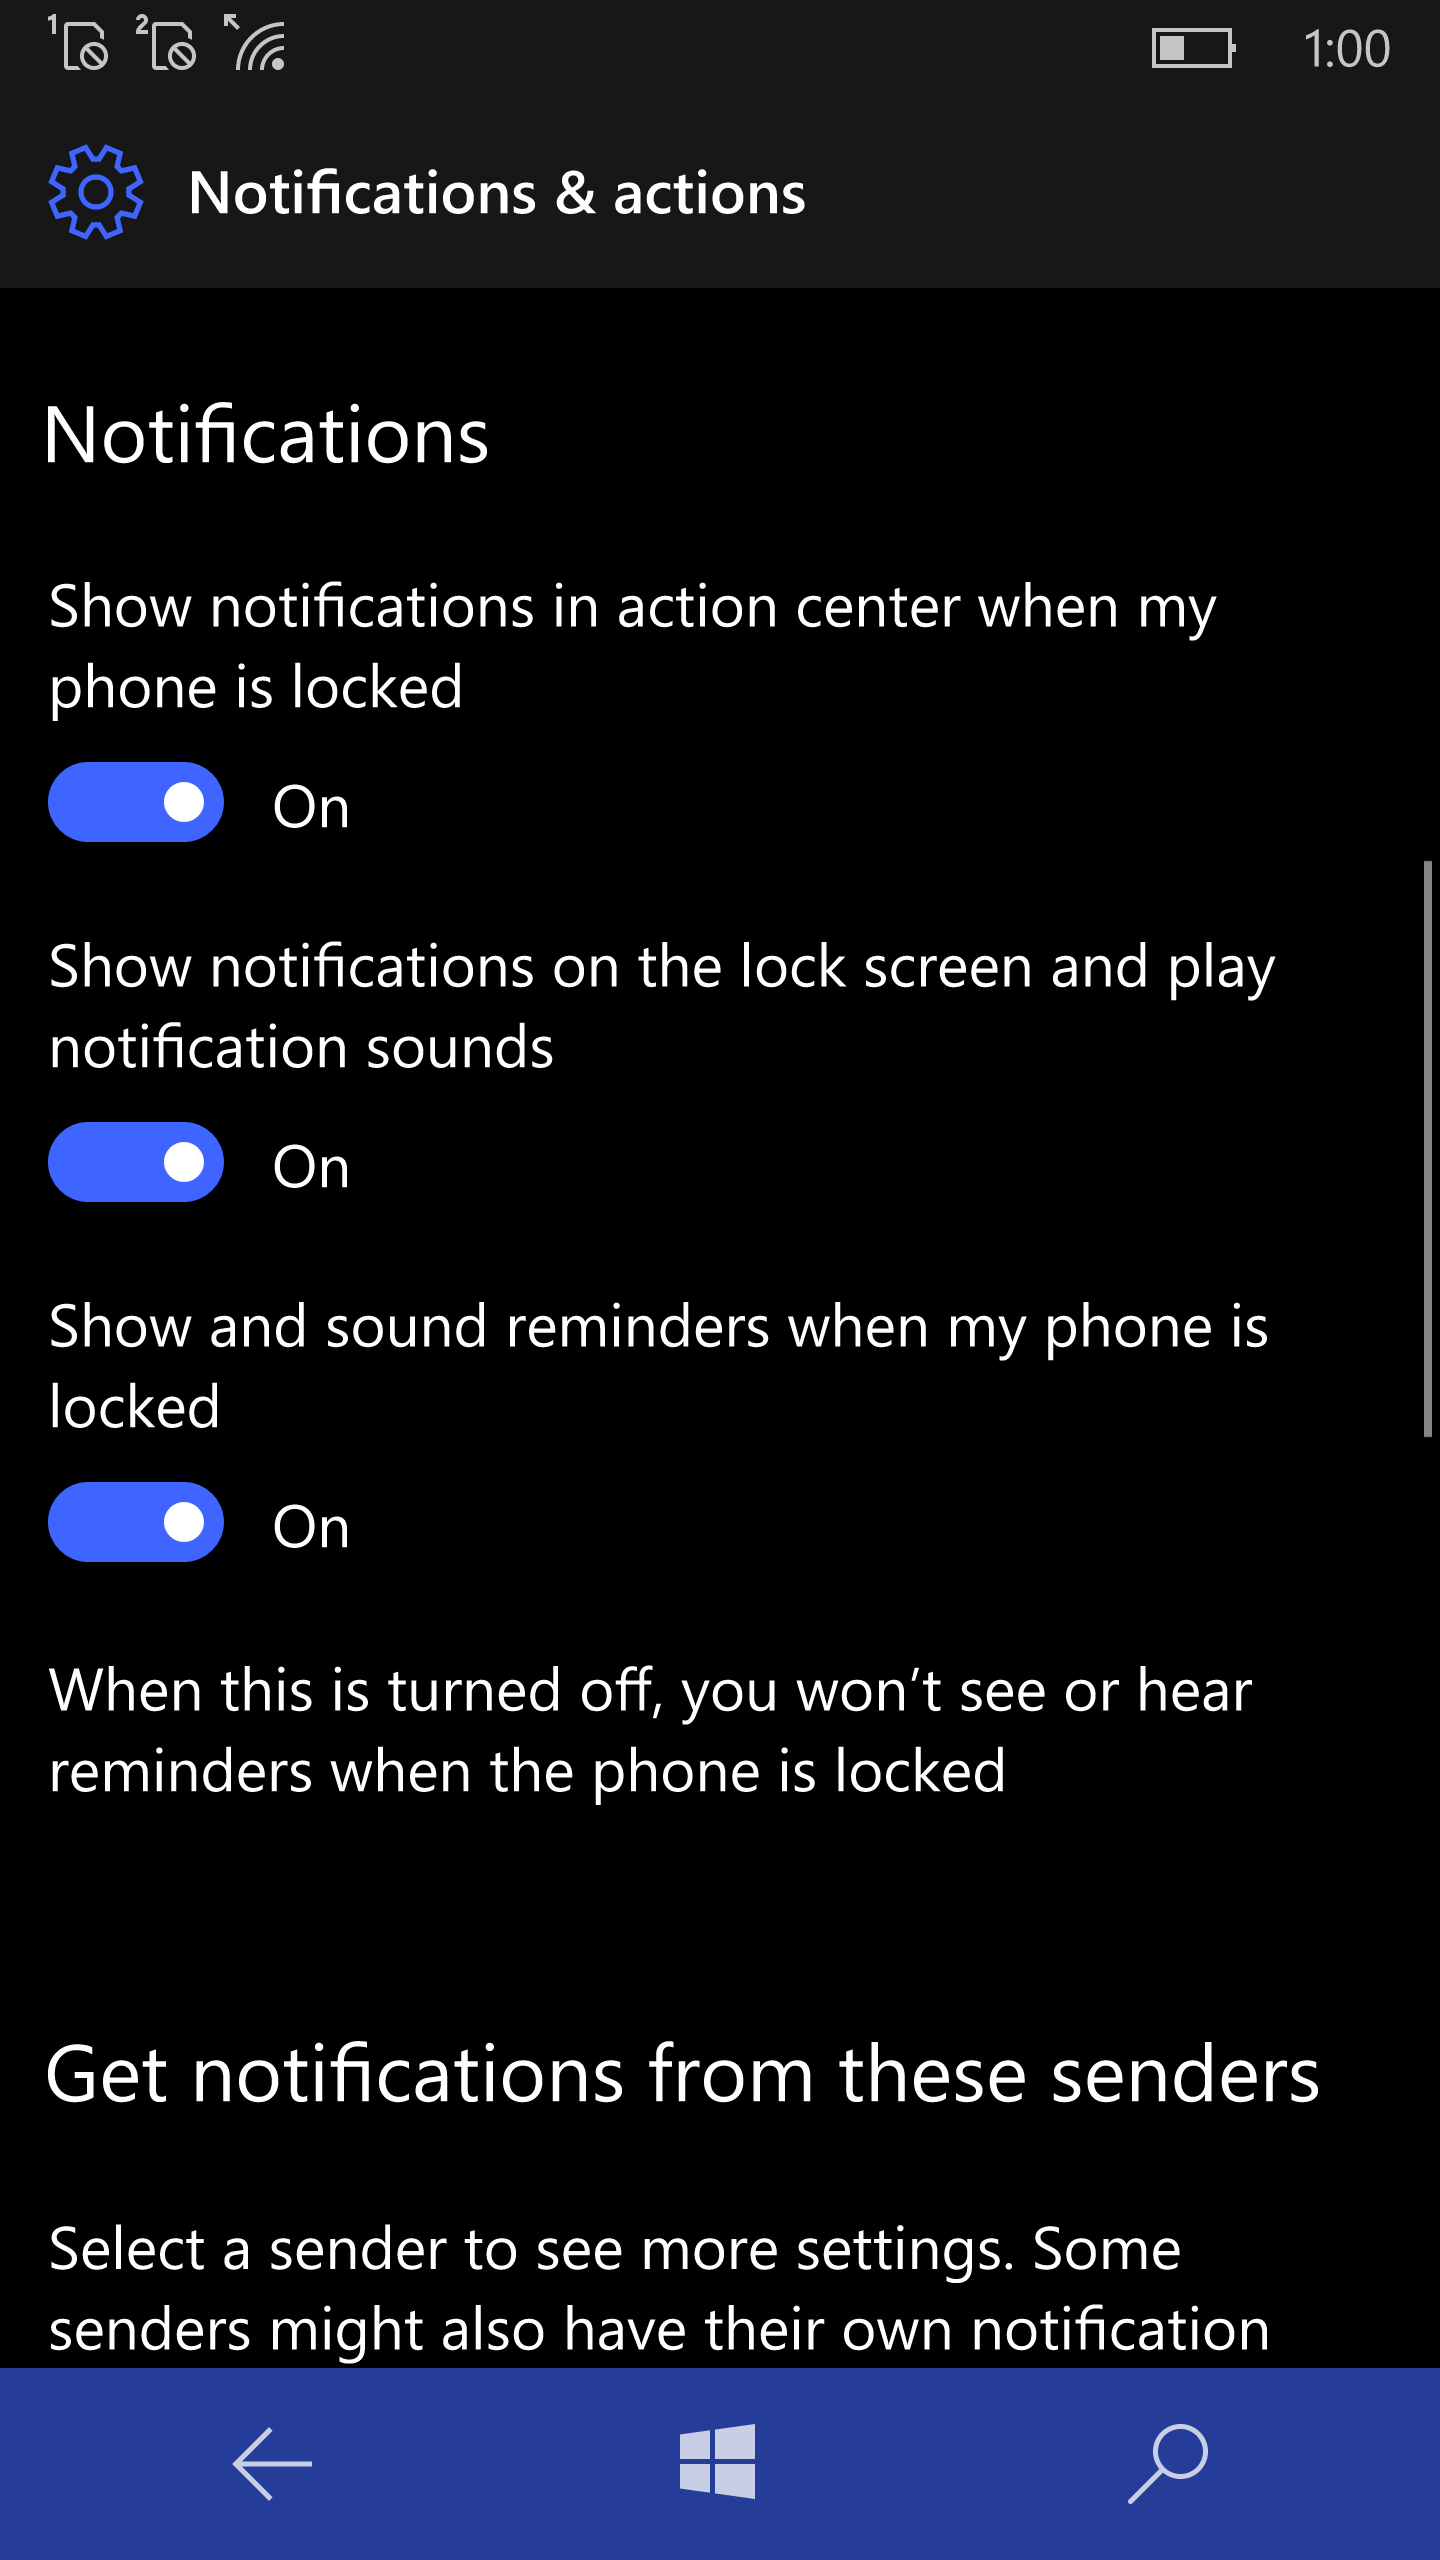 1 2 1:00
Notifications & actions
Notifications
Show notifications in action center when my
phone is locked
On
Show notifications on the lock screen and play
notification sounds
On
Show and sound reminders when my phone is
locked
On
When this is turned off, you won’t see or hear
reminders when the phone is locked
Get notifications from these senders
Select a sender to see more settings. Some
senders might also have their own notification